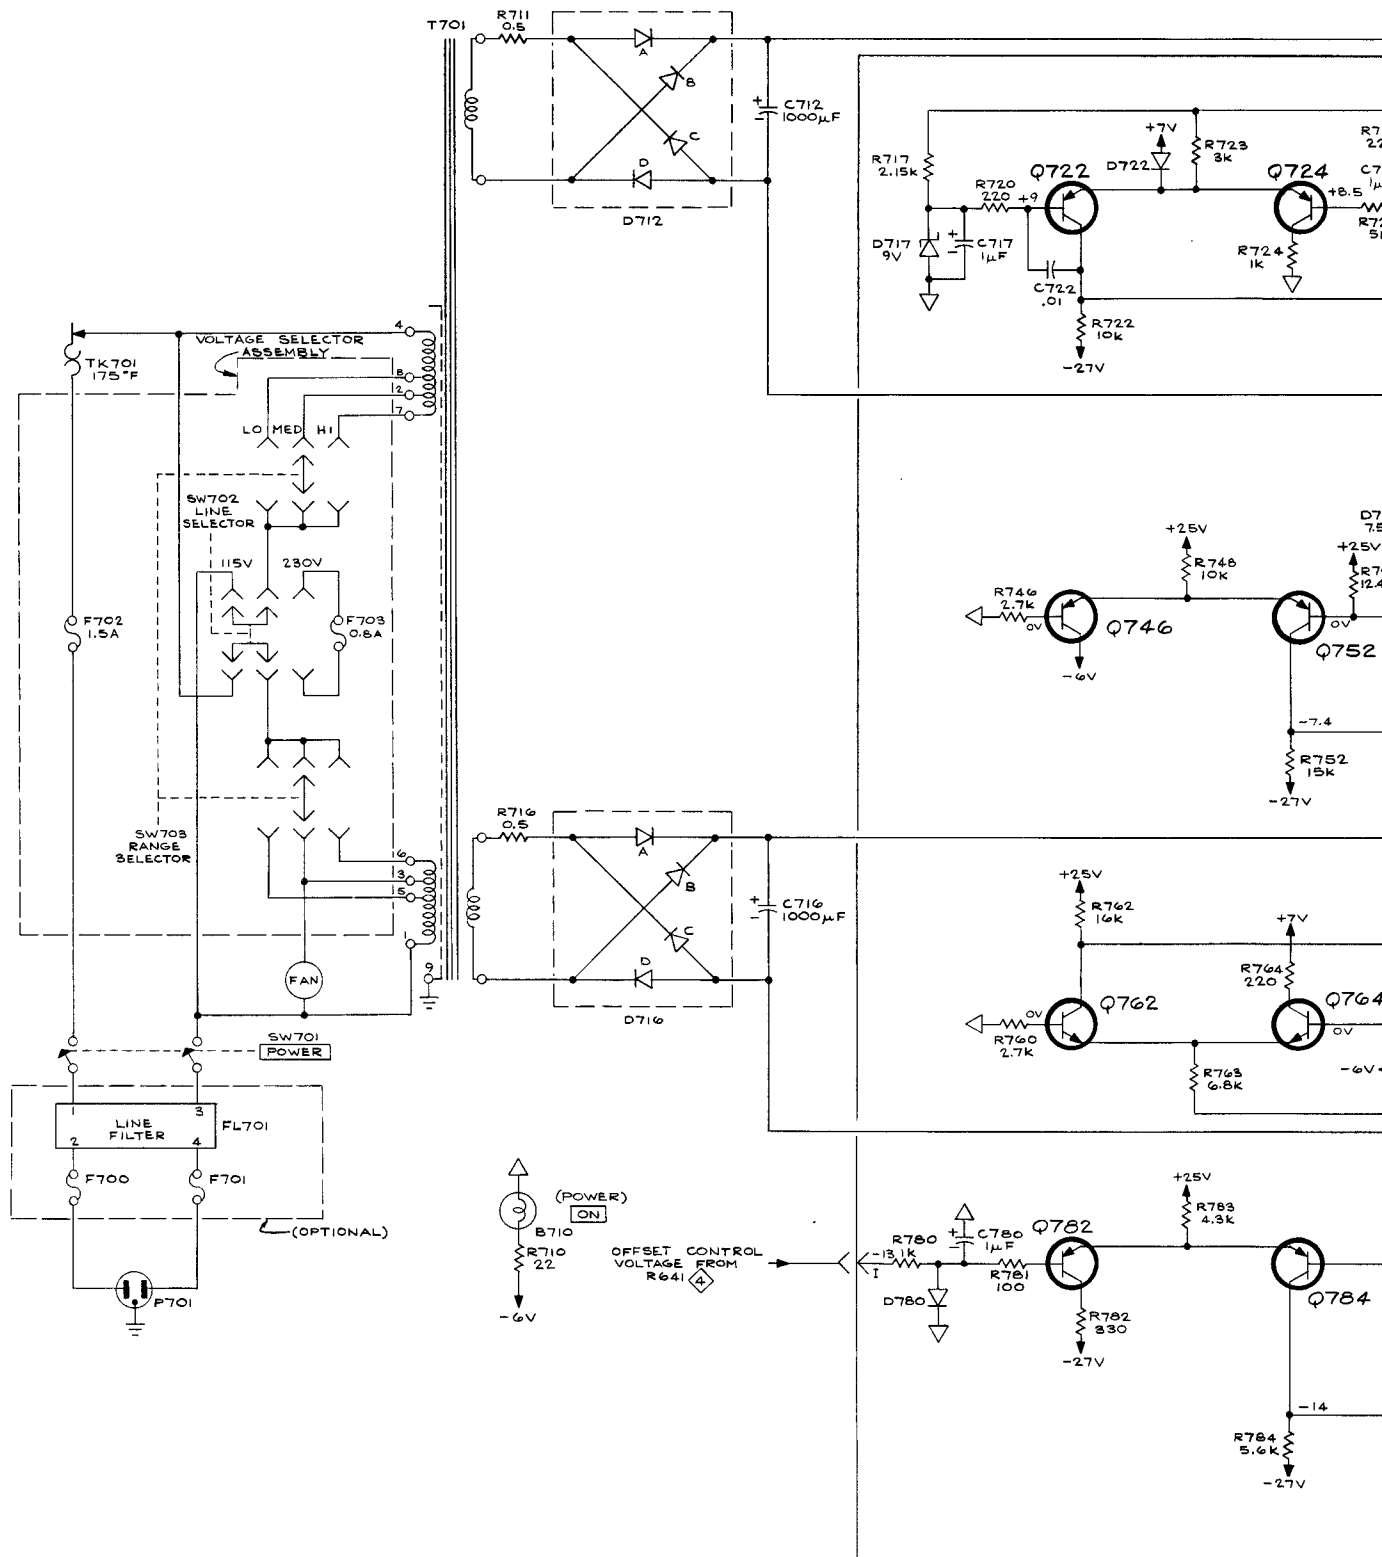 T701
R711
0.5
A
B
C
D
D712
+
-
C712
1000µF
R717
2.15K
D717
9V
+
-
C717
1µF
R720
220
+9
Q722
C722
.01
R722
10K
-27V
+7V
D722
R723
3K
Q724
+8.5
R724
1K
TK701
175°F
VOLTAGE SELECTOR
ASSEMBLY
4
8
2
7
LO MED HI
SW702
LINE
SELECTOR
115V 230V
F702
1.5A
F703
0.8A
SW703
RANGE
SELECTOR
6
3
5
1
9
FAN
SW701
POWER
1
3
LINE
FILTER
FL701
2
4
F700
F701
(OPTIONAL)
P701
R716
0.5
A
B
C
D
D716
+
-
C716
1000µF
+25V
R748
10K
R746
2.7K
0V
Q746
-6V
+25V
0V
Q752
-7.4
R752
15K
-27V
+25V
R762
16K
Q762
0V
R760
2.7K
+7V
R764
220
Q764
0V
R763
6.8K
-6V
(POWER)
ON
B710
R710
22
-6V
OFFSET CONTROL
VOLTAGE FROM
R641 4
-13.1K
I
R780
D780
+
-
C780
1µF
R781
100
Q782
R782
330
-27V
+25V
R783
4.3K
Q784
-14
R784
5.6K
-27V